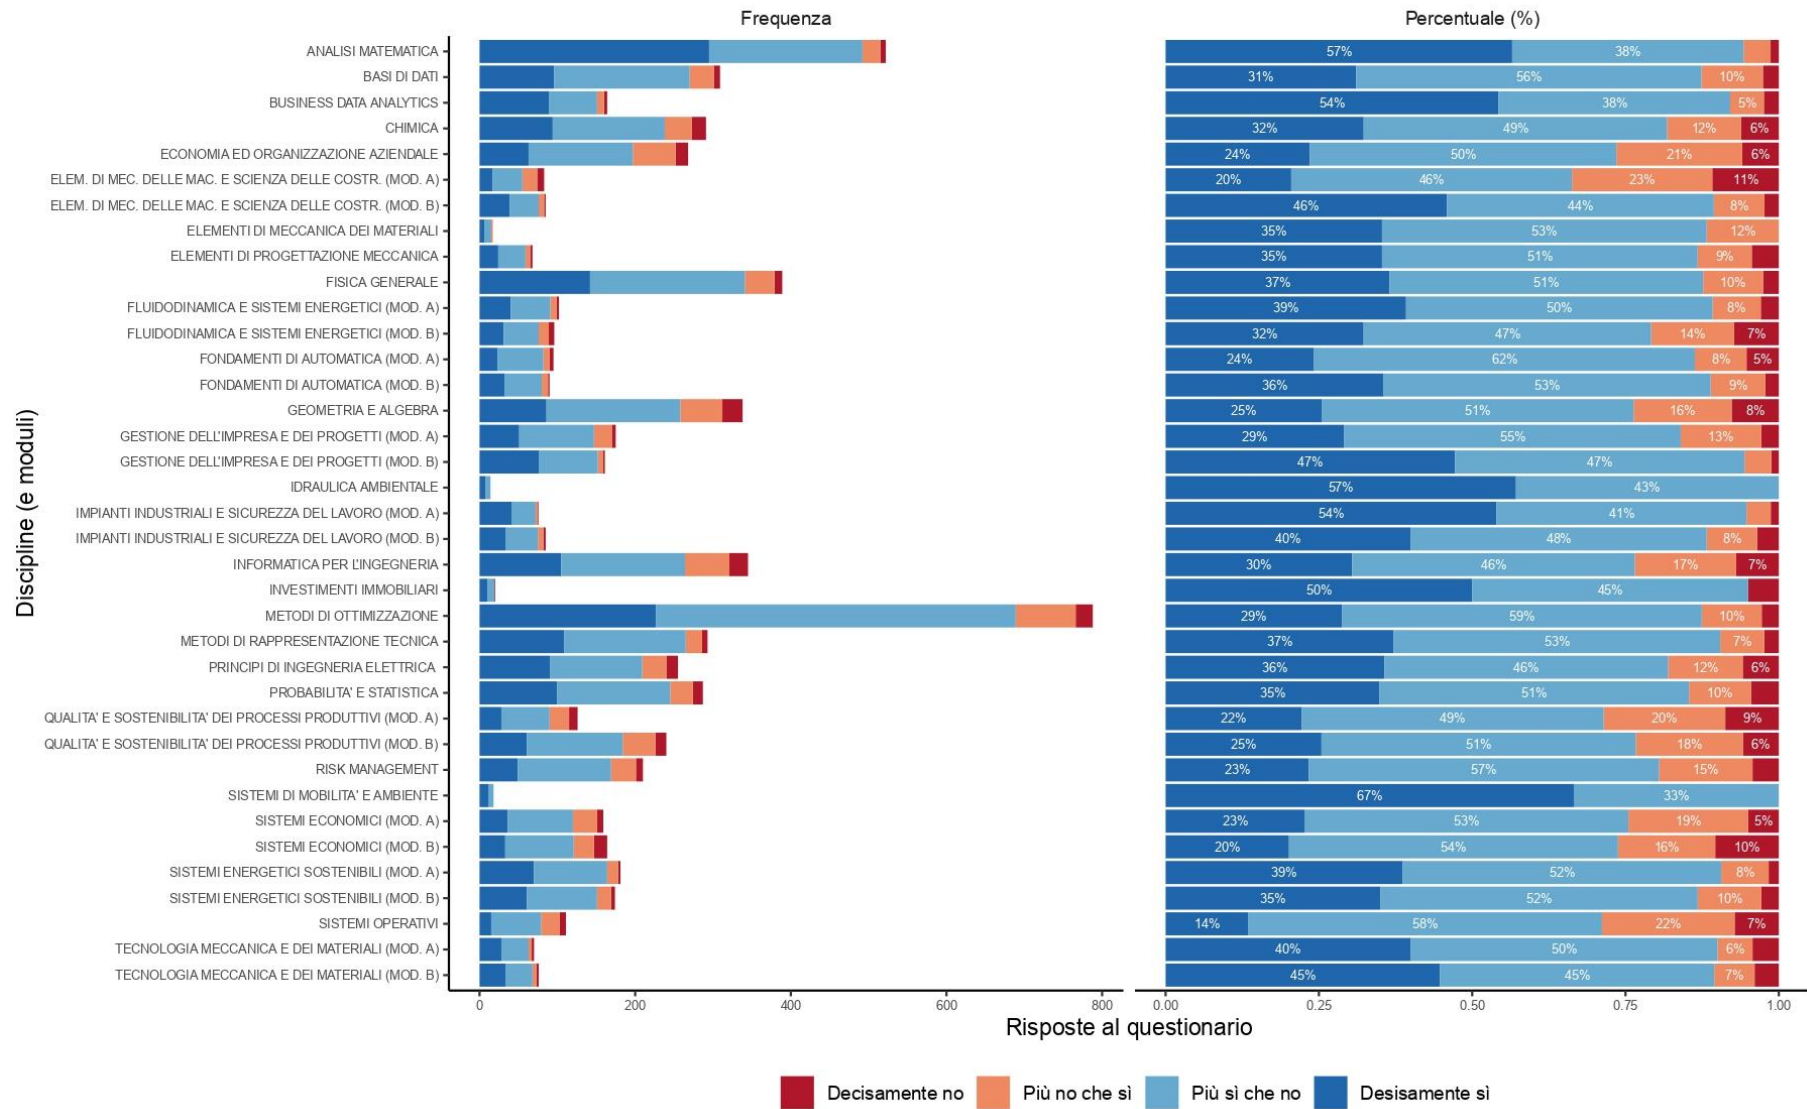 Frequenza
Percentuale (%)
Discipline (e moduli)
ANALISI MATEMATICA 57% 38%
BASI DI DATI 31% 56% 10%
BUSINESS DATA ANALYTICS 54% 38% 5%
CHIMICA 32% 49% 12% 6%
ECONOMIA ED ORGANIZZAZIONE AZIENDALE 24% 50% 21% 6%
ELEM. DI MEC. DELLE MAC. E SCIENZA DELLE COSTR. (MOD. A) 20% 46% 23% 11%
ELEM. DI MEC. DELLE MAC. E SCIENZA DELLE COSTR. (MOD. B) 46% 44% 8%
ELEMENTI DI MECCANICA DEI MATERIALI 35% 53% 12%
ELEMENTI DI PROGETTAZIONE MECCANICA 35% 51% 9%
FISICA GENERALE 37% 51% 10%
FLUIDODINAMICA E SISTEMI ENERGETICI (MOD. A) 39% 50% 8%
FLUIDODINAMICA E SISTEMI ENERGETICI (MOD. B) 32% 47% 14% 7%
FONDAMENTI DI AUTOMATICA (MOD. A) 24% 62% 8% 5%
FONDAMENTI DI AUTOMATICA (MOD. B) 36% 53% 9%
GEOMETRIA E ALGEBRA 25% 51% 16% 8%
GESTIONE DELL'IMPRESA E DEI PROGETTI (MOD. A) 29% 55% 13%
GESTIONE DELL'IMPRESA E DEI PROGETTI (MOD. B) 47% 47%
IDRAULICA AMBIENTALE 57% 43%
IMPIANTI INDUSTRIALI E SICUREZZA DEL LAVORO (MOD. A) 54% 41%
IMPIANTI INDUSTRIALI E SICUREZZA DEL LAVORO (MOD. B) 40% 48% 8%
INFORMATICA PER L'INGEGNERIA 30% 46% 17% 7%
INVESTIMENTI IMMOBILIARI 50% 45%
METODI DI OTTIMIZZAZIONE 29% 59% 10%
METODI DI RAPPRESENTAZIONE TECNICA 37% 53% 7%
PRINCIPI DI INGEGNERIA ELETTRICA 36% 46% 12% 6%
PROBABILITA' E STATISTICA 35% 51% 10%
QUALITA' E SOSTENIBILITA' DEI PROCESSI PRODUTTIVI (MOD. A) 22% 49% 20% 9%
QUALITA' E SOSTENIBILITA' DEI PROCESSI PRODUTTIVI (MOD. B) 25% 51% 18% 6%
RISK MANAGEMENT 23% 57% 15%
SISTEMI DI MOBILITA' E AMBIENTE 67% 33%
SISTEMI ECONOMICI (MOD. A) 23% 53% 19% 5%
SISTEMI ECONOMICI (MOD. B) 20% 54% 16% 10%
SISTEMI ENERGETICI SOSTENIBILI (MOD. A) 39% 52% 8%
SISTEMI ENERGETICI SOSTENIBILI (MOD. B) 35% 52% 10%
SISTEMI OPERATIVI 14% 58% 22% 7%
TECNOLOGIA MECCANICA E DEI MATERIALI (MOD. A) 40% 50% 6%
TECNOLOGIA MECCANICA E DEI MATERIALI (MOD. B) 45% 45% 7%
0 200 400 600 800 0.00 0.25 0.50 0.75 1.00
Risposte al questionario
Decisamente no Più no che sì Più sì che no Desisamente sì